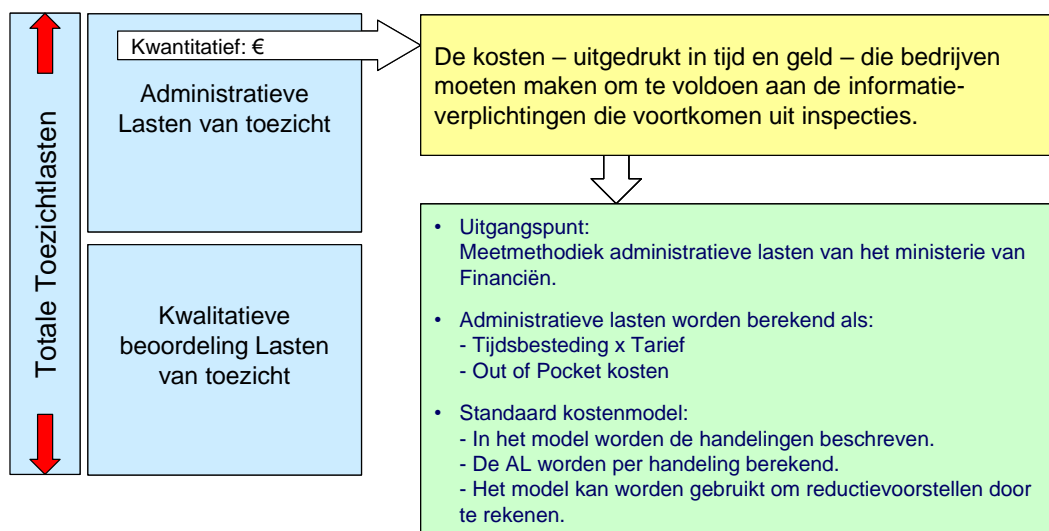 Totale Toezichtlasten
Kwantitatief: €
Administratieve
Lasten van toezicht
Kwalitatieve
beoordeling Lasten
van toezicht
De kosten – uitgedrukt in tijd en geld – die bedrijven
moeten maken om te voldoen aan de informatie-
verplichtingen die voortkomen uit inspecties.
• Uitgangspunt:
Meetmethodiek administratieve lasten van het ministerie van
Financiën.
• Administratieve lasten worden berekend als:
- Tijdsbesteding x Tarief
- Out of Pocket kosten
• Standaard kostenmodel:
- In het model worden de handelingen beschreven.
- De AL worden per handeling berekend.
- Het model kan worden gebruikt om reductievoorstellen door
te rekenen.